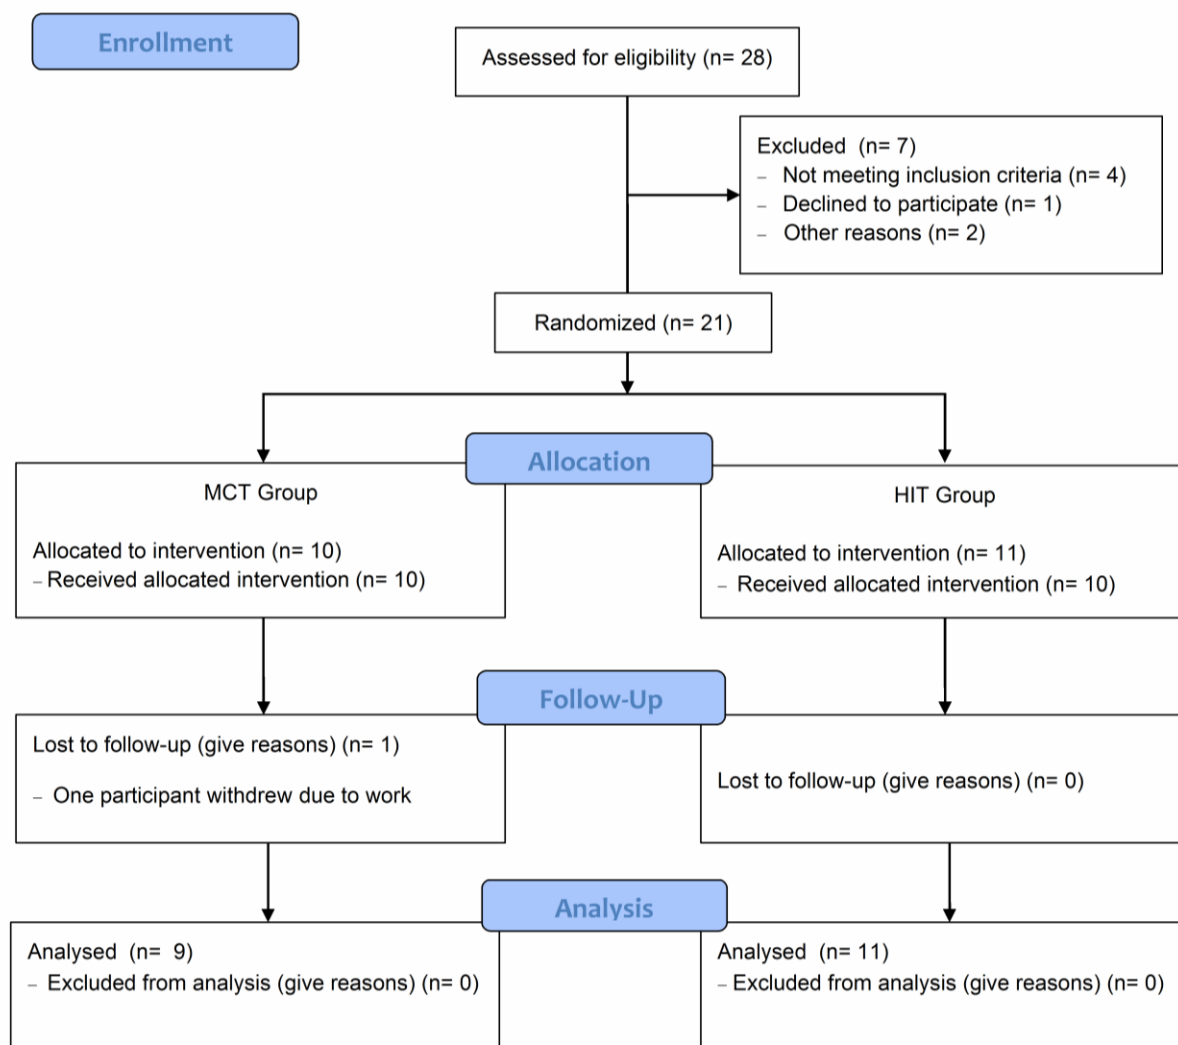 Enrollment
Assessed for eligibility (n= 28)
Excluded (n= 7)
– Not meeting inclusion criteria (n= 4)
– Declined to participate (n= 1)
– Other reasons (n= 2)
Randomized (n= 21)
Allocation
MCT Group
Allocated to intervention (n= 10)
– Received allocated intervention (n= 10)
HIT Group
Allocated to intervention (n= 11)
– Received allocated intervention (n= 10)
Follow-Up
Lost to follow-up (give reasons) (n= 1)
– One participant withdrew due to work
Lost to follow-up (give reasons) (n= 0)
Analysis
Analysed (n= 9)
– Excluded from analysis (give reasons) (n= 0)
Analysed (n= 11)
– Excluded from analysis (give reasons) (n= 0)